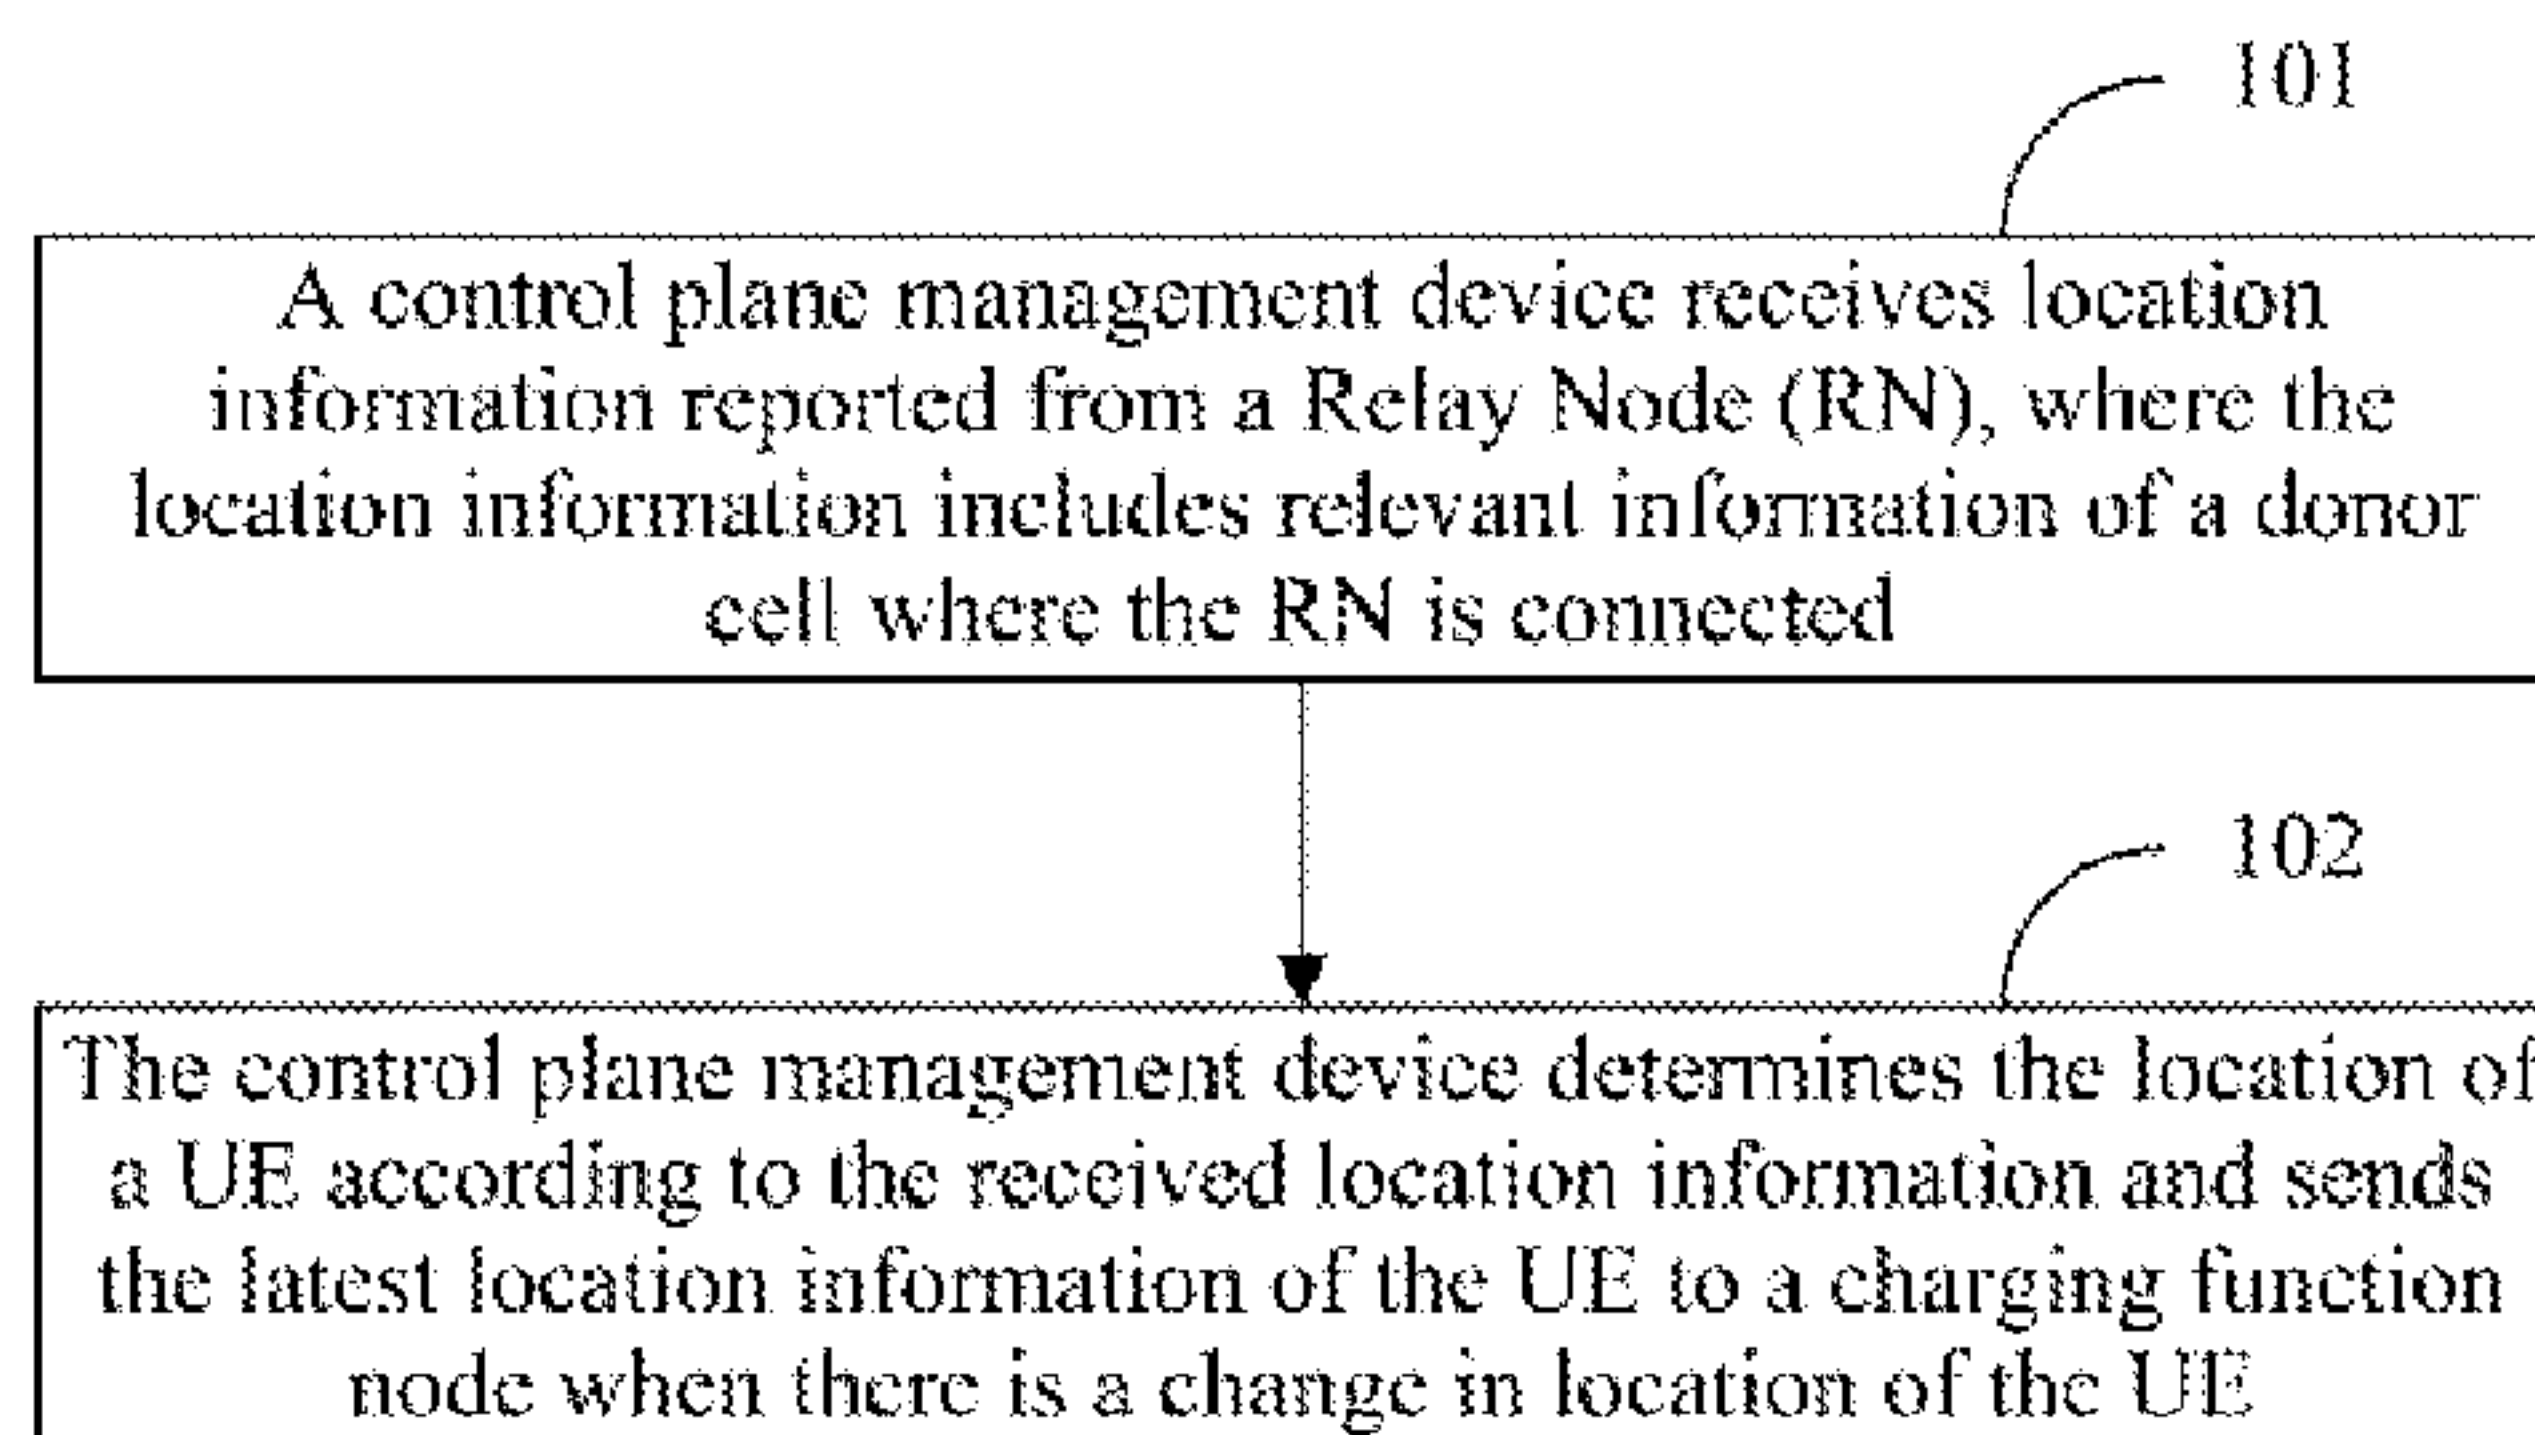 101
A control plane management device receives location
information reported from a Relay Node (RN), where the
location information includes relevant information of a donor
cell where the RN is connected
102
The control plane management device determines the location of
a UE according to the received location information and sends
the latest location information of the UE to a charging function
node when there is a change in location of the UE